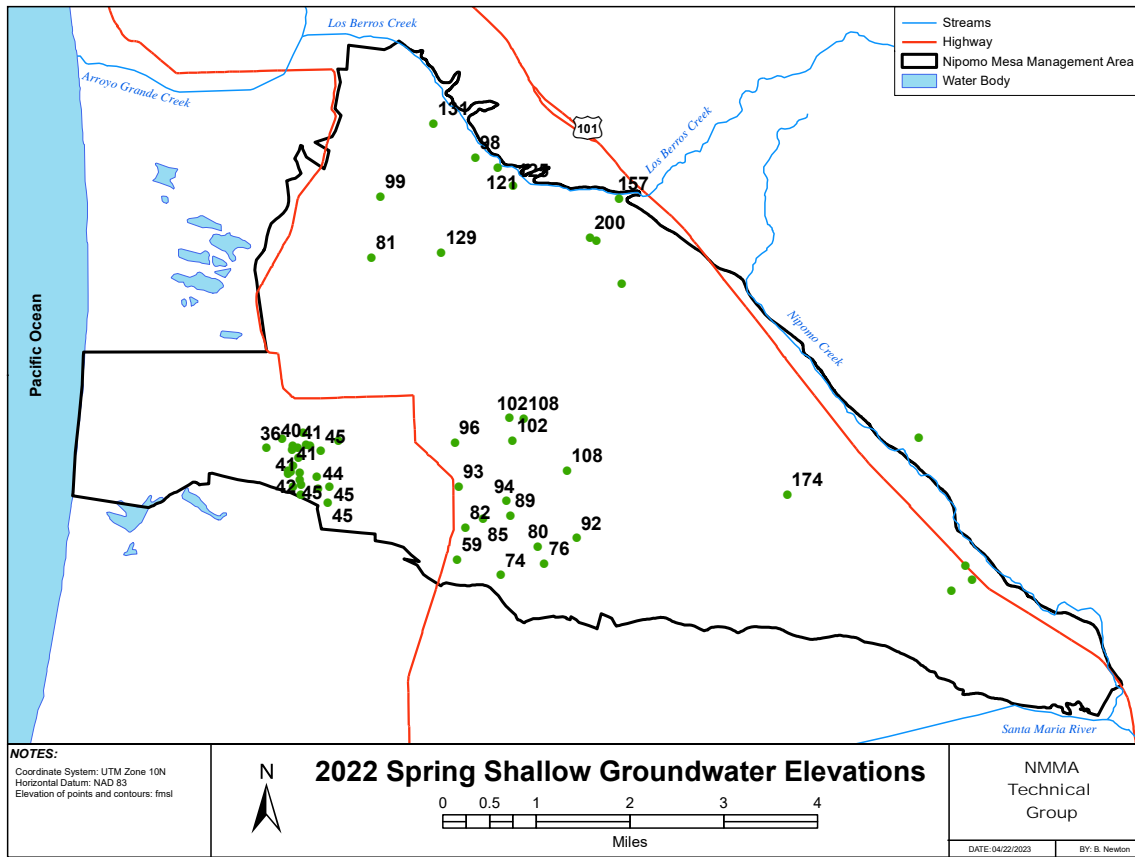 Los Berros Creek
Arroyo Grande Creek
Streams
Highway
Nipomo Mesa Management Area
Water Body
101
Los Berros Creek
Nipomo Creek
Pacific Ocean
Santa Maria River
134
98
121
99
157
200
129
81
102
108
102
96
108
93
94
89
82
85
80
92
59
74
76
174
36
40
41
45
41
41
44
42
45
45
45
NOTES:
Coordinate System: UTM Zone 10N
Horizontal Datum: NAD 83
Elevation of points and contours: fmsl
N
2022 Spring Shallow Groundwater Elevations
0 0.5 1 2 3 4
Miles
NMMA
Technical
Group
DATE:04/22/2023
BY: B. Newton